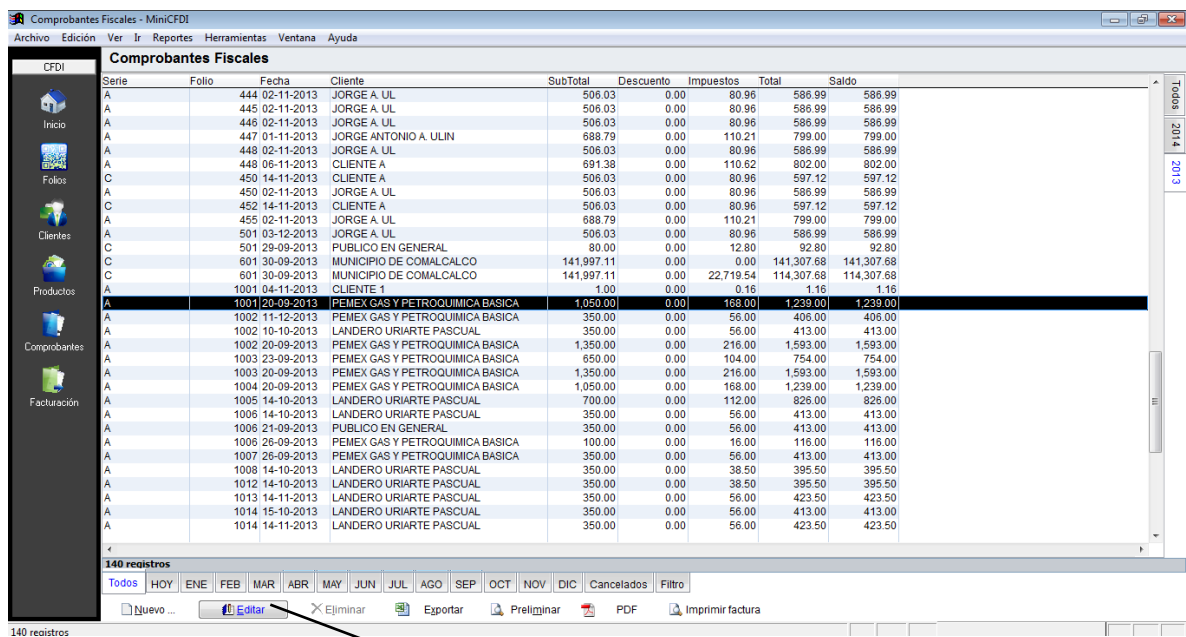 Comprobantes Fiscales - MiniCFDI
Archivo Edición Ver Ir Reportes Herramientas Ventana Ayuda
CFDI
Inicio
Folios
Clientes
Productos
Comprobantes
Facturación
Comprobantes Fiscales
Serie Folio Fecha Cliente SubTotal Descuento Impuestos Total Saldo
A 444 02-11-2013 JORGE A. UL 506.03 0.00 80.96 586.99 586.99
A 445 02-11-2013 JORGE A. UL 506.03 0.00 80.96 586.99 586.99
A 446 02-11-2013 JORGE A. UL 506.03 0.00 80.96 586.99 586.99
A 447 01-11-2013 JORGE ANTONIO A. ULIN 688.79 0.00 110.21 799.00 799.00
A 448 02-11-2013 JORGE A. UL 506.03 0.00 80.96 586.99 586.99
A 448 06-11-2013 CLIENTE A 691.38 0.00 110.62 802.00 802.00
C 450 14-11-2013 CLIENTE A 506.03 0.00 80.96 597.12 597.12
A 450 02-11-2013 JORGE A. UL 506.03 0.00 80.96 586.99 586.99
C 452 14-11-2013 CLIENTE A 506.03 0.00 80.96 597.12 597.12
A 455 02-11-2013 JORGE A. UL 688.79 0.00 110.21 799.00 799.00
A 501 03-12-2013 JORGE A. UL 506.03 0.00 80.96 586.99 586.99
C 501 29-09-2013 PUBLICO EN GENERAL 80.00 0.00 12.80 92.80 92.80
C 601 30-09-2013 MUNICIPIO DE COMALCALCO 141,997.11 0.00 0.00 141,307.68 141,307.68
C 601 30-09-2013 MUNICIPIO DE COMALCALCO 141,997.11 0.00 22,719.54 114,307.68 114,307.68
A 1001 04-11-2013 CLIENTE 1 1.00 0.00 0.16 1.16 1.16
A 1001 20-09-2013 PEMEX GAS Y PETROQUIMICA BASICA 1,050.00 0.00 168.00 1,239.00 1,239.00
A 1002 11-12-2013 PEMEX GAS Y PETROQUIMICA BASICA 350.00 0.00 56.00 406.00 406.00
A 1002 10-10-2013 LANDERO URIARTE PASCUAL 350.00 0.00 56.00 413.00 413.00
A 1002 20-09-2013 PEMEX GAS Y PETROQUIMICA BASICA 1,350.00 0.00 216.00 1,593.00 1,593.00
A 1003 23-09-2013 PEMEX GAS Y PETROQUIMICA BASICA 650.00 0.00 104.00 754.00 754.00
A 1003 20-09-2013 PEMEX GAS Y PETROQUIMICA BASICA 1,350.00 0.00 216.00 1,593.00 1,593.00
A 1004 20-09-2013 PEMEX GAS Y PETROQUIMICA BASICA 1,050.00 0.00 168.00 1,239.00 1,239.00
A 1005 14-10-2013 LANDERO URIARTE PASCUAL 700.00 0.00 112.00 826.00 826.00
A 1006 14-10-2013 LANDERO URIARTE PASCUAL 350.00 0.00 56.00 413.00 413.00
A 1006 21-09-2013 PUBLICO EN GENERAL 350.00 0.00 56.00 413.00 413.00
A 1006 26-09-2013 PEMEX GAS Y PETROQUIMICA BASICA 100.00 0.00 16.00 116.00 116.00
A 1007 26-09-2013 PEMEX GAS Y PETROQUIMICA BASICA 350.00 0.00 56.00 413.00 413.00
A 1008 14-10-2013 LANDERO URIARTE PASCUAL 350.00 0.00 38.50 395.50 395.50
A 1012 14-10-2013 LANDERO URIARTE PASCUAL 350.00 0.00 38.50 395.50 395.50
A 1013 14-11-2013 LANDERO URIARTE PASCUAL 350.00 0.00 56.00 423.50 423.50
A 1014 15-10-2013 LANDERO URIARTE PASCUAL 350.00 0.00 56.00 413.00 413.00
A 1014 14-11-2013 LANDERO URIARTE PASCUAL 350.00 0.00 56.00 423.50 423.50
Todos
2014
2013
140 registros
Todos HOY ENE FEB MAR ABR MAY JUN JUL AGO SEP OCT NOV DIC Cancelados Filtro
Nuevo ... Editar Eliminar Exportar Preliminar PDF Imprimir factura
140 registros